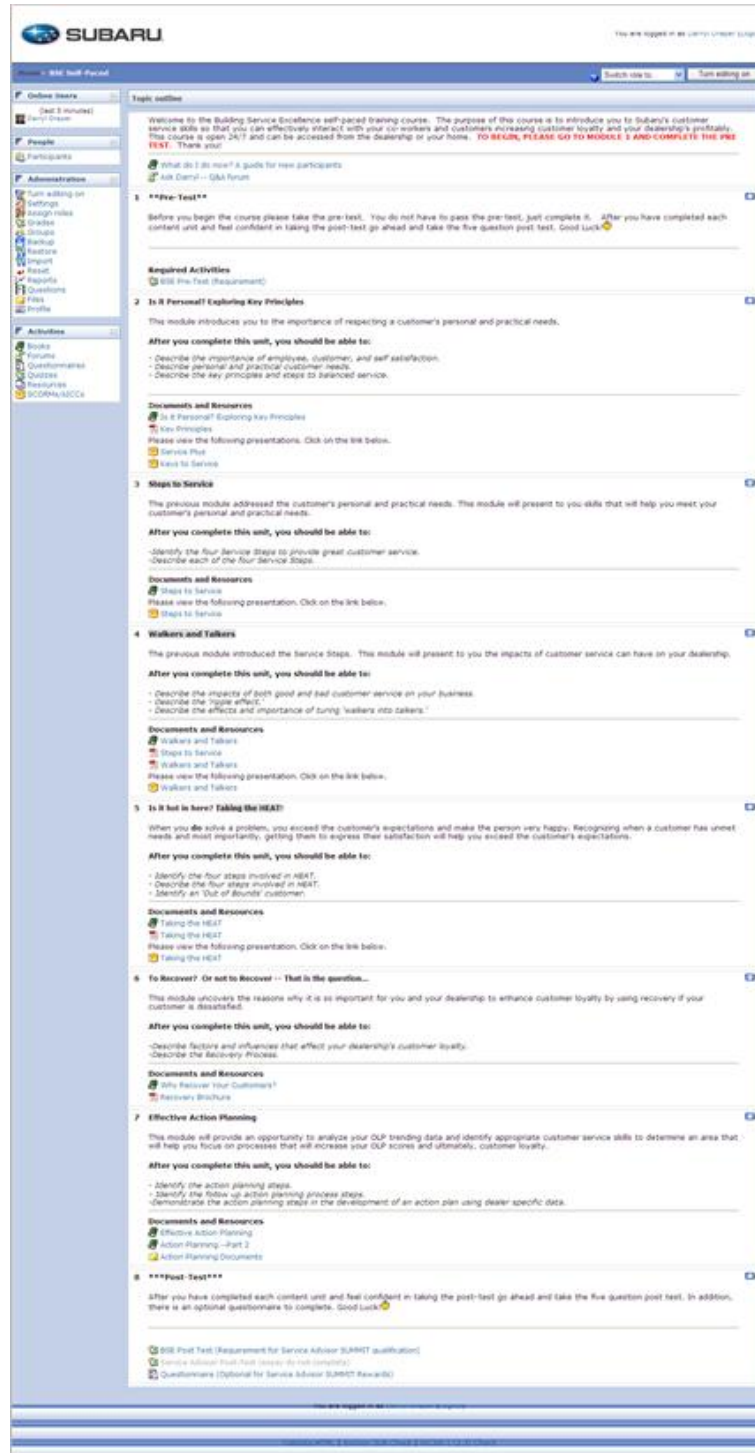 SUBARU
You are logged in as Darryl Draper
BSE Self-Paced
Switch role to
Turn editing on
Online Users
(last 5 minutes)
Darryl Draper
People
Participants
Administration
Turn editing on
Settings
Assign roles
Grades
Groups
Backup
Restore
Import
Reset
Reports
Questions
Files
Profile
Activities
Books
Forums
Questionnaires
Quizzes
Resources
SCORMs/AICCs
Topic outline
Welcome to the Building Service Excellence self-paced training course. The purpose of this course is to introduce you to Subaru's customer
service skills so that you can effectively interact with your co-workers and customers increasing customer loyalty and your dealership's profitably.
This course is open 24/7 and can be accessed from the dealership or your home. TO BEGIN, PLEASE GO TO MODULE 1 AND COMPLETE THE PRE
TEST. Thank you!
What do I do now? A guide for new participants
Ask Darryl -- Q&A forum
1 **Pre-Test**
Before you begin the course please take the pre-test. You do not have to pass the pre-test, just complete it. After you have completed each
content unit and feel confident in taking the post-test go ahead and take the five question post test. Good Luck!
Required Activities
BSE Pre-Test (Requirement)
2 Is it Personal? Exploring Key Principles
This module introduces you to the importance of respecting a customer's personal and practical needs.
After you complete this unit, you should be able to:
- Describe the importance of employee, customer, and self satisfaction.
- Describe personal and practical customer needs.
- Describe the key principles and steps to balanced service.
Documents and Resources
Is it Personal? Exploring Key Principles
Key Principles
Please view the following presentations. Click on the link below.
Service Plus
Keys to Service
3 Steps to Service
The previous module addressed the customer's personal and practical needs. This module will present to you skills that will help you meet your
customer's personal and practical needs.
After you complete this unit, you should be able to:
-Identify the four Service Steps to provide great customer service.
-Describe each of the four Service Steps.
Documents and Resources
Steps to Service
Please view the following presentation. Click on the link below.
Steps to Service
4 Walkers and Talkers
The previous module introduced the Service Steps. This module will present to you the impacts of customer service can have on your dealership.
After you complete this unit, you should be able to:
- Describe the impacts of both good and bad customer service on your business.
- Describe the 'ripple effect.'
- Describe the effects and importance of turing 'walkers into talkers.'
Documents and Resources
Walkers and Talkers
Steps to Service
Walkers and Talkers
Please view the following presentation. Click on the link below.
Walkers and Talkers
5 Is it hot in here? Taking the HEAT!
When you do solve a problem, you exceed the customer's expectations and make the person very happy. Recognizing when a customer has unmet
needs and most importantly, getting them to express their satisfaction will help you exceed the customer's expectations.
After you complete this unit, you should be able to:
- Identify the four steps involved in HEAT.
- Describe the four steps involved in HEAT.
- Identify an 'Out of Bounds' customer.
Documents and Resources
Taking the HEAT
Taking the HEAT
Please view the following presentation. Click on the link below.
Taking the HEAT
6 To Recover? Or not to Recover -- That is the question...
This module uncovers the reasons why it is so important for you and your dealership to enhance customer loyalty by using recovery if your
customer is dissatisfied.
After you complete this unit, you should be able to:
-Describe factors and influences that effect your dealership's customer loyalty.
-Describe the Recovery Process.
Documents and Resources
Why Recover Your Customers?
Recovery Brochure
7 Effective Action Planning
This module will provide an opportunity to analyze your OLP trending data and identify appropriate customer service skills to determine an area that
will help you focus on processes that will increase your OLP scores and ultimately, customer loyalty.
After you complete this unit, you should be able to:
- Identify the action planning steps.
- Identify the follow up action planning process steps.
-Demonstrate the action planning steps in the development of an action plan using dealer specific data.
Documents and Resources
Effective Action Planning
Action Planning --Part 2
Action Planning Documents
8 ***Post-Test***
After you have completed each content unit and feel confident in taking the post-test go ahead and take the five question post test. In addition,
there is an optional questionnaire to complete. Good Luck!
BSE Post Test (Requirement for Service Advisor SUMMIT qualification)
Service Advisor Post-Test
Questionnaire (Optional for Service Advisor SUMMIT Rewards)
You are logged in as